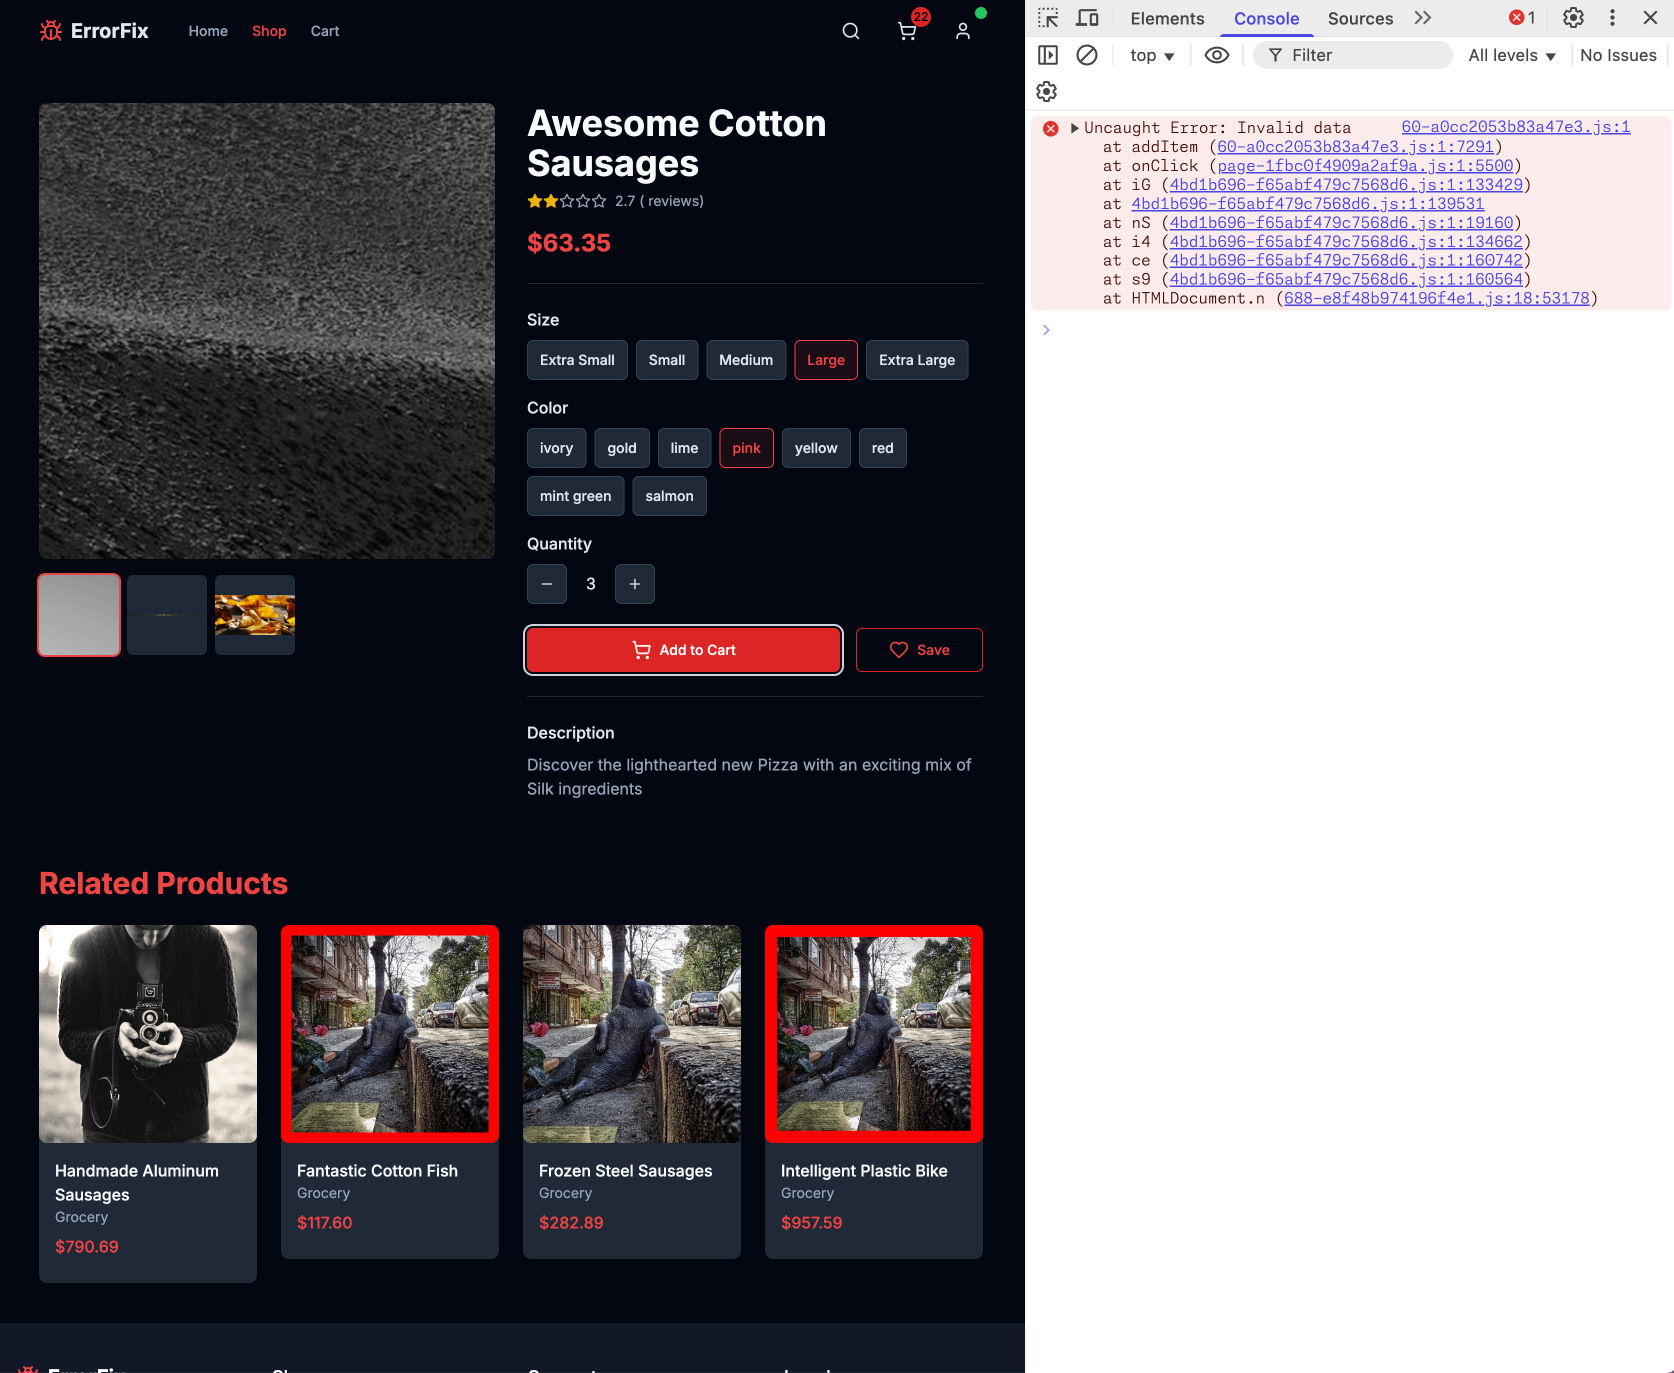 ErrorFix
Home
Shop
Cart
22
Awesome Cotton
Sausages
2.7 ( reviews)
$63.35
Size
Extra Small
Small
Medium
Large
Extra Large
Color
ivory
gold
lime
pink
yellow
red
mint green
salmon
Quantity
3
Add to Cart
Save
Description
Discover the lighthearted new Pizza with an exciting mix of
Silk ingredients
Related Products
Handmade Aluminum
Sausages
Grocery
$790.69
Fantastic Cotton Fish
Grocery
$117.60
Frozen Steel Sausages
Grocery
$282.89
Intelligent Plastic Bike
Grocery
$957.59
Elements
Console
Sources
1
top
Filter
All levels
No Issues
Uncaught Error: Invalid data 60-a0cc2053b83a47e3.js:1
at addItem (60-a0cc2053b83a47e3.js:1:7291)
at onClick (page-1fbc0f4909a2af9a.js:1:5500)
at iG (4bd1b696-f65abf479c7568d6.js:1:133429)
at 4bd1b696-f65abf479c7568d6.js:1:139531
at nS (4bd1b696-f65abf479c7568d6.js:1:19160)
at i4 (4bd1b696-f65abf479c7568d6.js:1:134662)
at ce (4bd1b696-f65abf479c7568d6.js:1:160742)
at s9 (4bd1b696-f65abf479c7568d6.js:1:160564)
at HTMLDocument.n (688-e8f48b974196f4e1.js:18:53178)